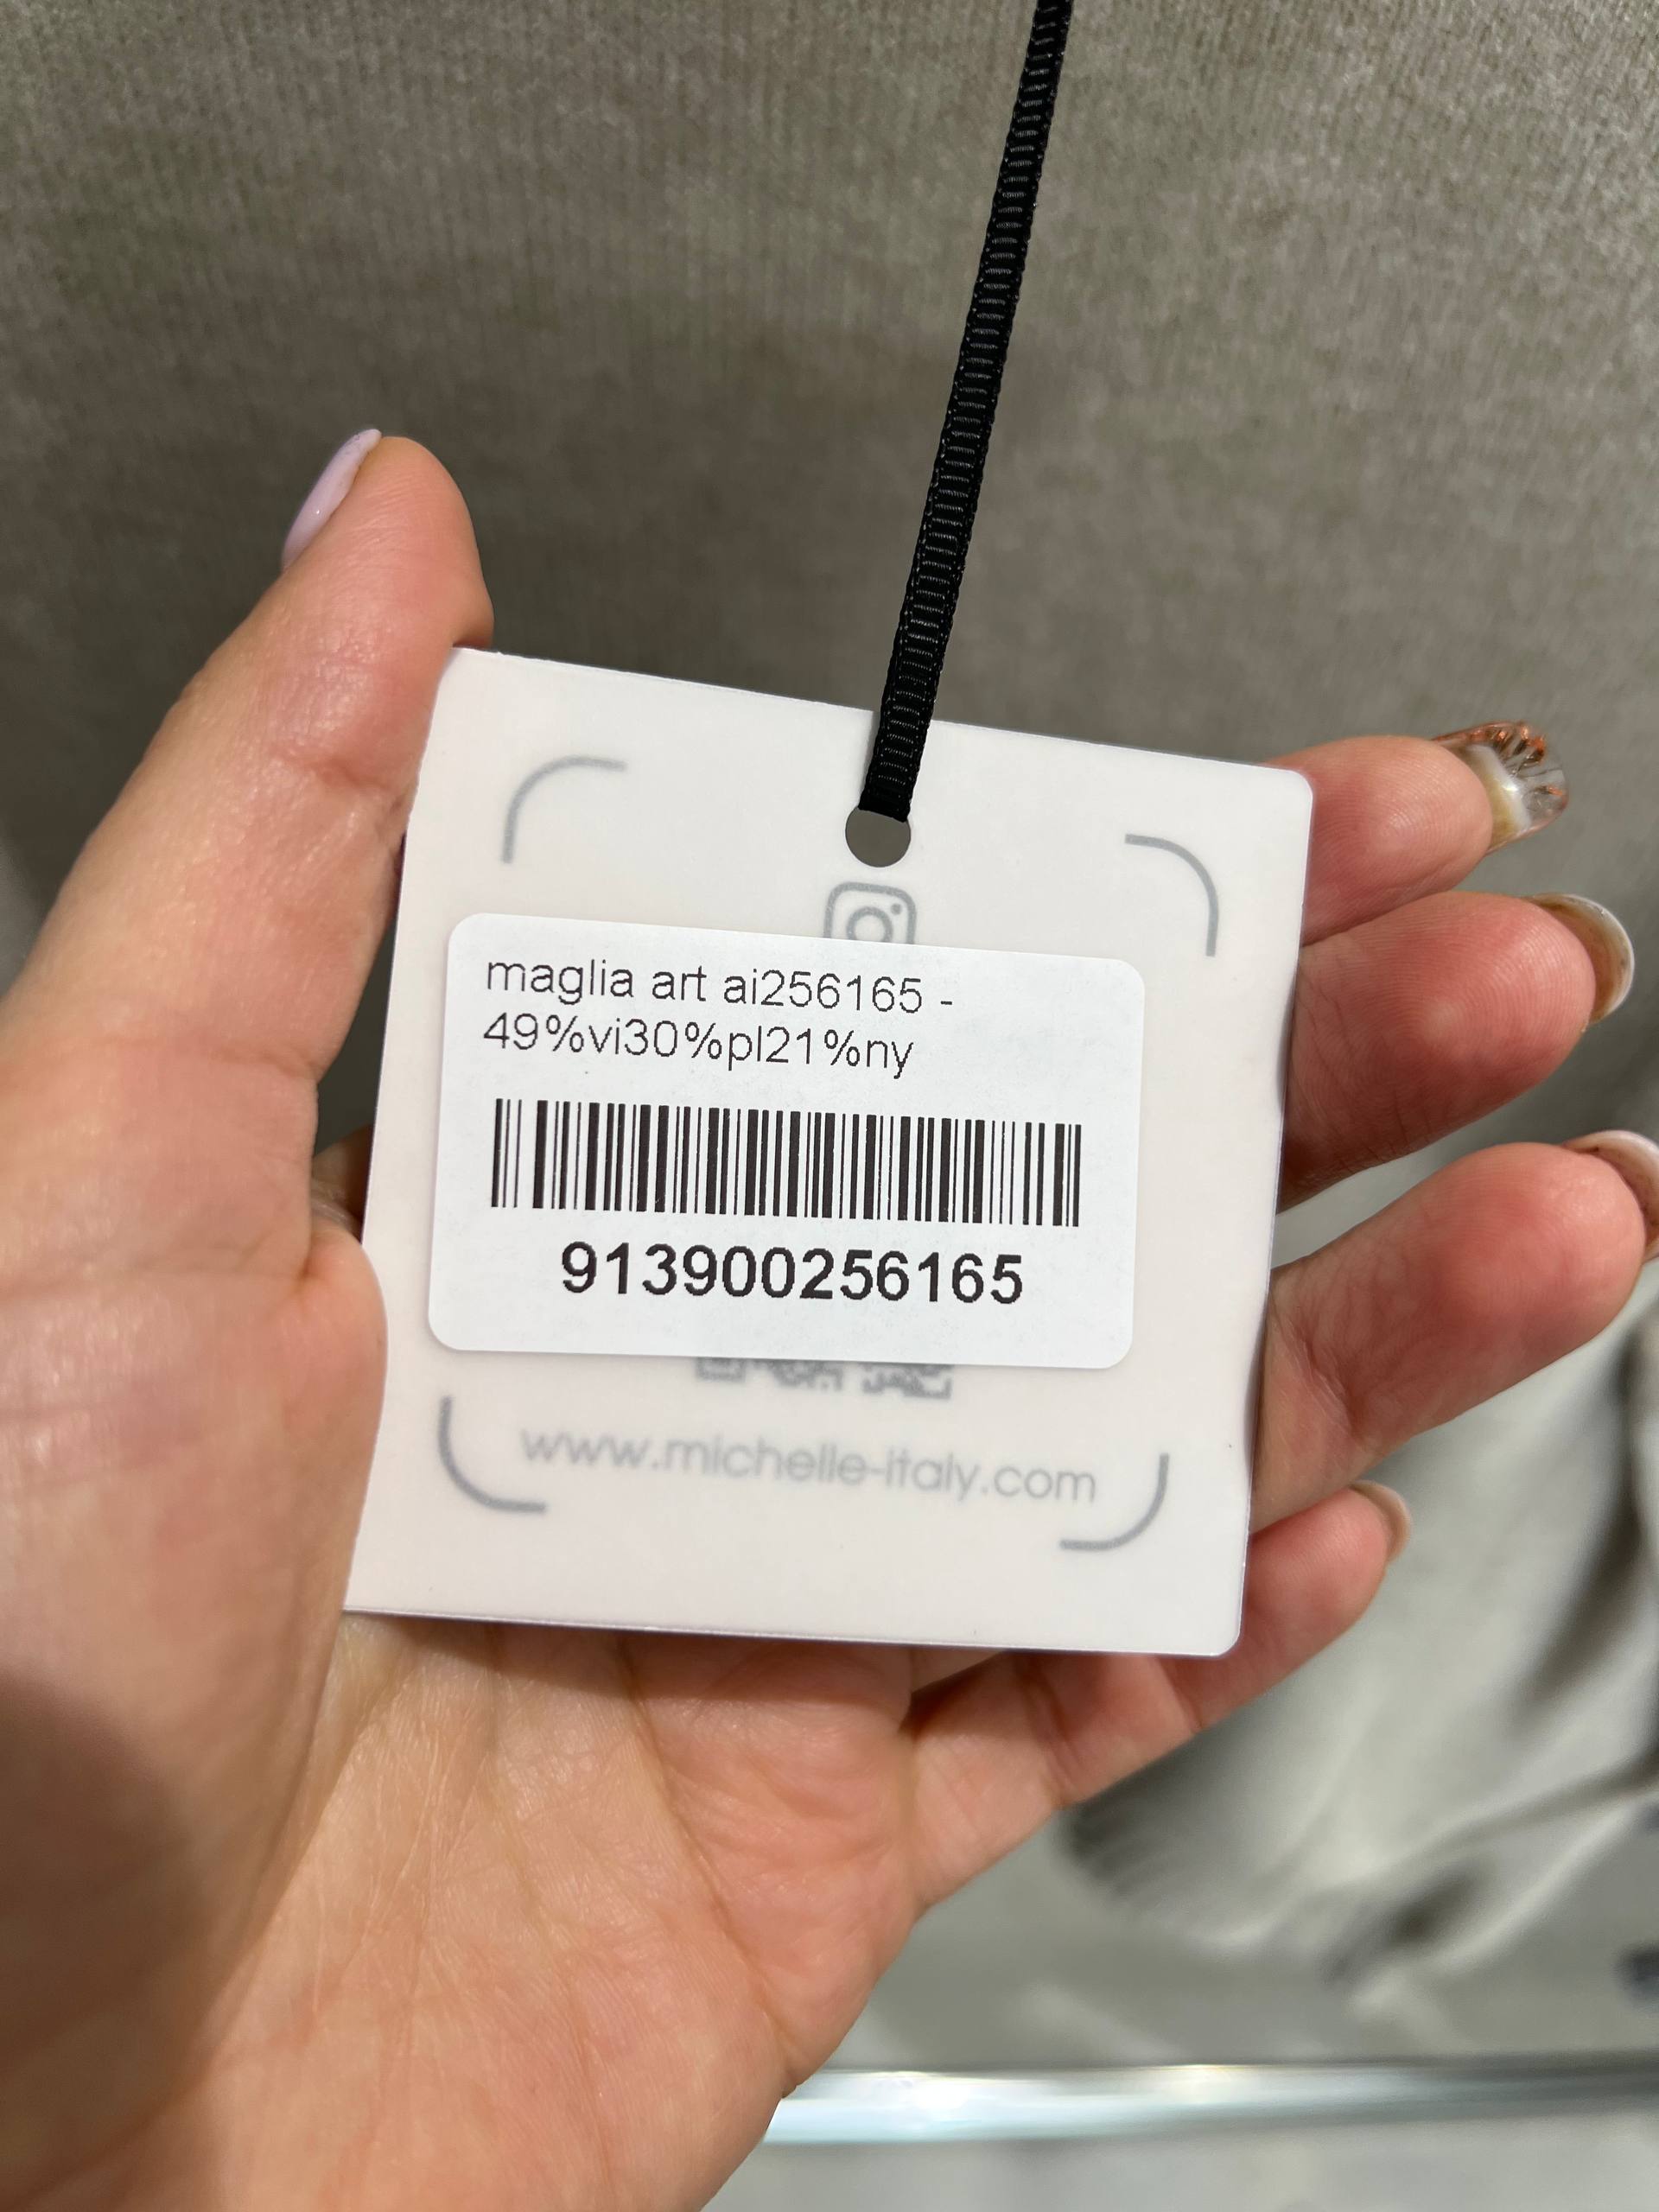 maglia art ai256165 -
49%vi30%pl21%ny
913900256165
www.michelle-italy.com